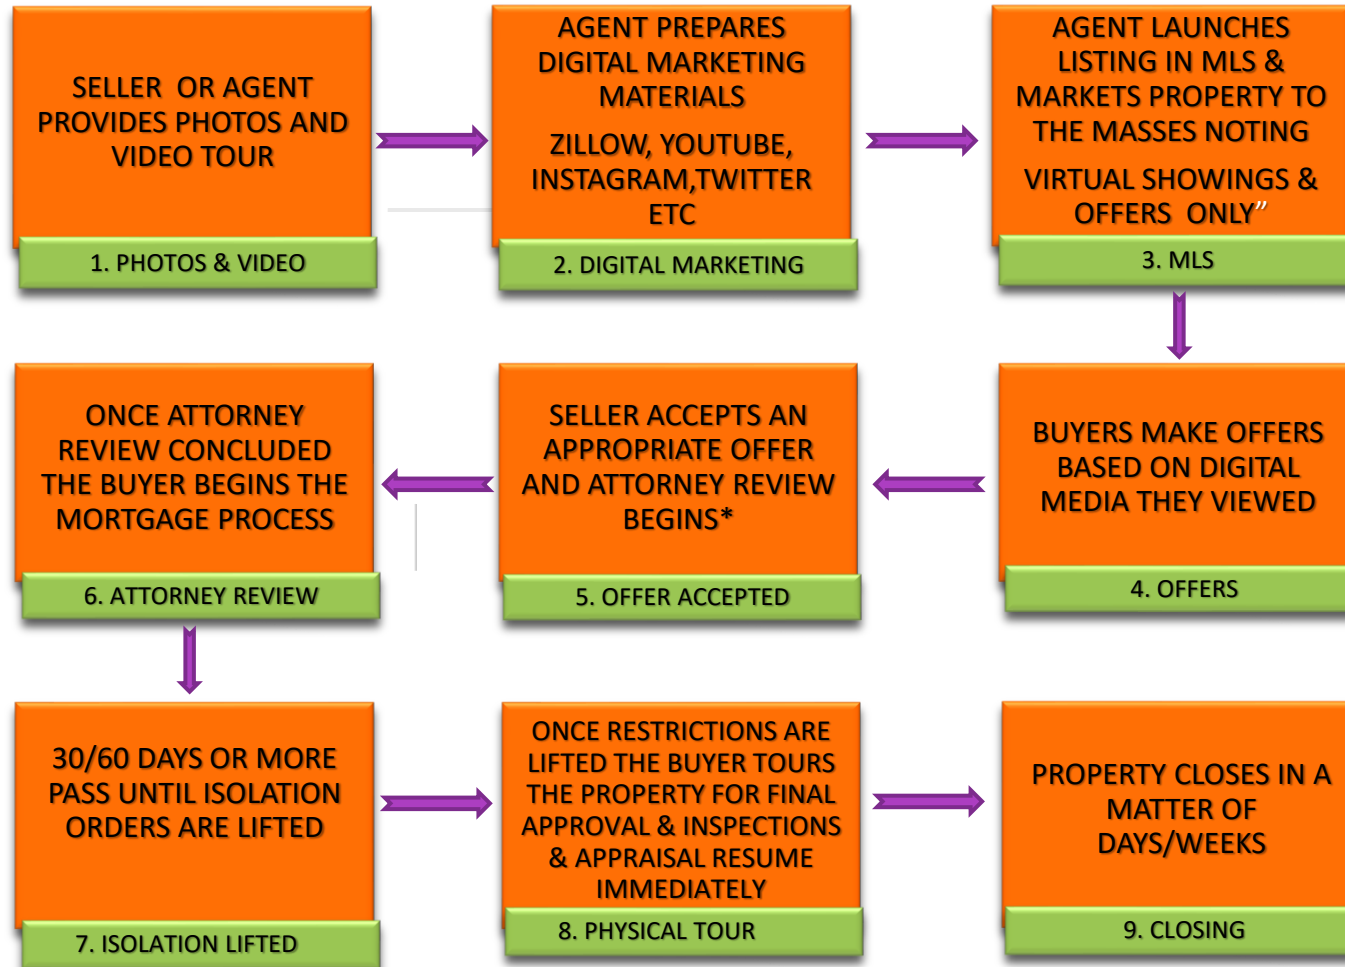 SELLER OR AGENT
PROVIDES PHOTOS AND
VIDEO TOUR
1. PHOTOS & VIDEO
AGENT PREPARES
DIGITAL MARKETING
MATERIALS
ZILLOW, YOUTUBE,
INSTAGRAM,TWITTER
ETC
2. DIGITAL MARKETING
AGENT LAUNCHES
LISTING IN MLS &
MARKETS PROPERTY TO
THE MASSES NOTING
VIRTUAL SHOWINGS &
OFFERS ONLY”
3. MLS
BUYERS MAKE OFFERS
BASED ON DIGITAL
MEDIA THEY VIEWED
4. OFFERS
SELLER ACCEPTS AN
APPROPRIATE OFFER
AND ATTORNEY REVIEW
BEGINS*
5. OFFER ACCEPTED
ONCE ATTORNEY
REVIEW CONCLUDED
THE BUYER BEGINS THE
MORTGAGE PROCESS
6. ATTORNEY REVIEW
30/60 DAYS OR MORE
PASS UNTIL ISOLATION
ORDERS ARE LIFTED
7. ISOLATION LIFTED
ONCE RESTRICTIONS ARE
LIFTED THE BUYER TOURS
THE PROPERTY FOR FINAL
APPROVAL & INSPECTIONS
& APPRAISAL RESUME
IMMEDIATELY
8. PHYSICAL TOUR
PROPERTY CLOSES IN A
MATTER OF
DAYS/WEEKS
9. CLOSING